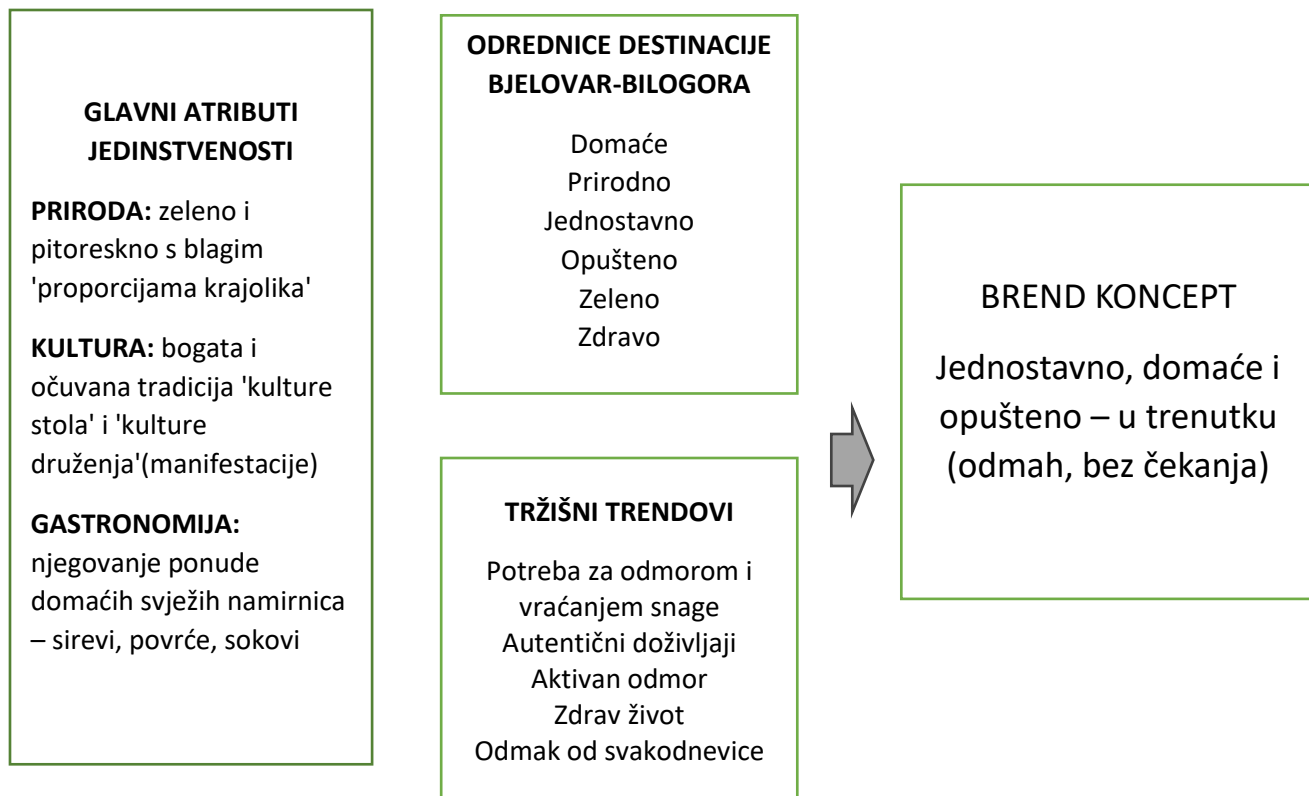 GLAVNI ATRIBUTI
JEDINSTVENOSTI
PRIRODA: zeleno i
pitoreskno s blagim
'proporcijama krajolika'
KULTURA: bogata i
očuvana tradicija 'kulture
stola' i 'kulture
druženja'(manifestacije)
GASTRONOMIJA:
njegovanje ponude
domaćih svježih namirnica
– sirevi, povrće, sokovi
ODREDNICE DESTINACIJE
BJELOVAR-BILOGORA
Domaće
Prirodno
Jednostavno
Opušteno
Zeleno
Zdravo
TRŽIŠNI TRENDOVI
Potreba za odmorom i
vraćanjem snage
Autentični doživljaji
Aktivan odmor
Zdrav život
Odmak od svakodnevice
BREND KONCEPT
Jednostavno, domaće i
opušteno – u trenutku
(odmah, bez čekanja)